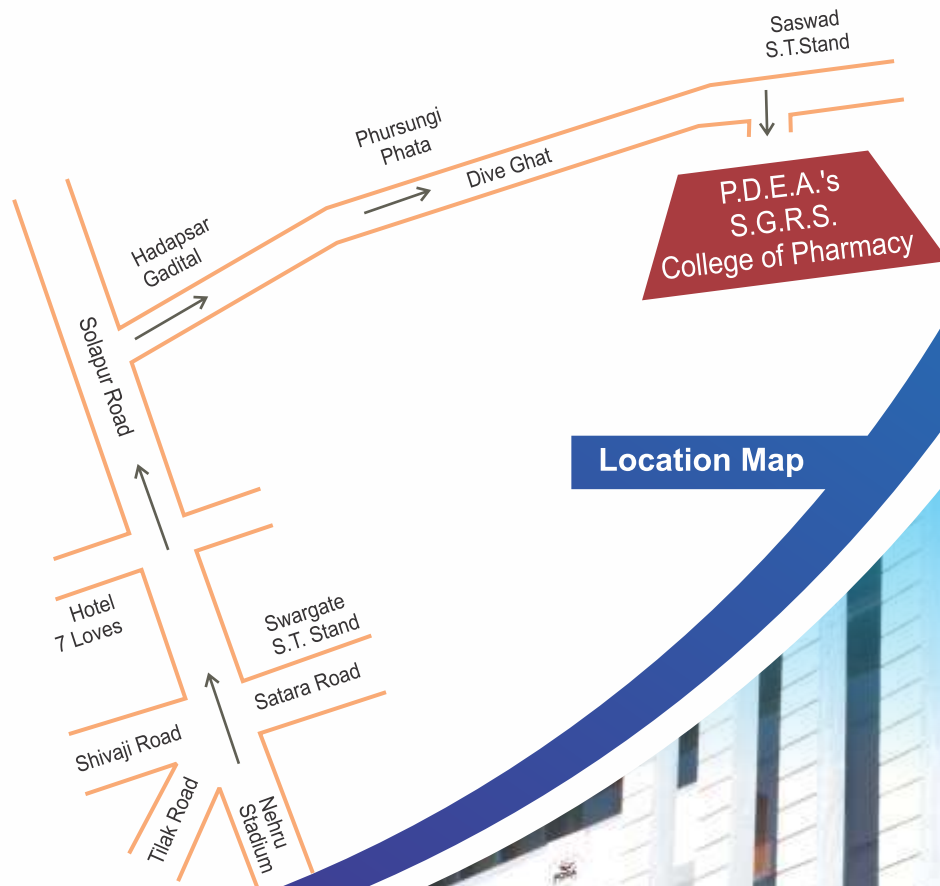 Saswad
S.T.Stand
Phursungi
Phata
Dive Ghat
P.D.E.A.'s
S.G.R.S.
College of Pharmacy
Hadapsar
Gadital
Solapur Road
Location Map
Hotel
7 Loves
Swargate
S.T. Stand
Satara Road
Shivaji Road
Tilak Road
Nehru
Stadium